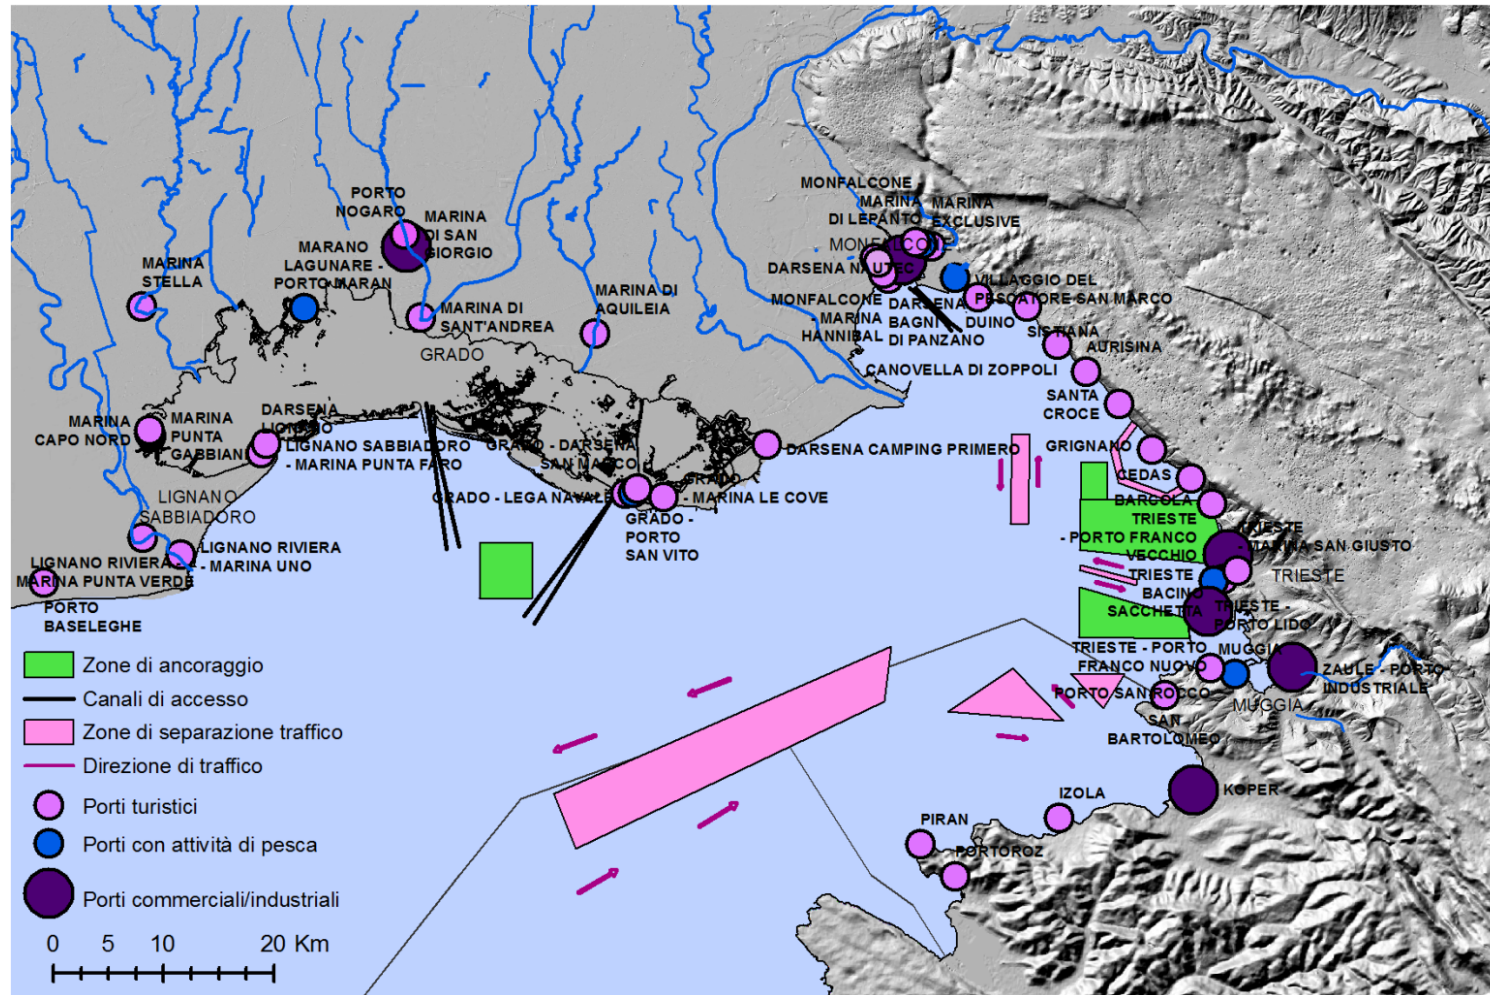 MONFALCONE
MARINA
DI LEPANTO
MARINA
EXCLUSIVE
MONFALCONE
DARSENA NAUTEC
MONFALCONE
- MARINA
HANNIBAL
DARSENA
BAGNI
DI PANZANO
VILLAGGIO DEL
PESCATORE SAN MARCO
DUINO
SISTIANA
AURISINA
CANOVELLA DI ZOPPOLI
SANTA
CROCE
GRIGNANO
CEDAS
BARCOLA
TRIESTE
- PORTO FRANCO
VECCHIO
TRIESTE
- MARINA SAN GIUSTO
TRIESTE
TRIESTE
BACINO
SACCHETTA
TRIESTE -
PORTO LIDO
TRIESTE - PORTO
FRANCO NUOVO
MUGGIA
ZAULE - PORTO
INDUSTRIALE
PORTO SAN ROCCO
MUGGIA
SAN
BARTOLOMEO
KOPER
IZOLA
PIRAN
PORTOROZ
PORTO
NOGARO
MARINA
DI SAN
GIORGIO
MARANO
LAGUNARE -
PORTO MARAN
MARINA
STELLA
MARINA DI
SANT'ANDREA
MARINA DI
AQUILEIA
GRADO
MARINA
CAPO NORD
MARINA
PUNTA
GABBIANI
DARSENA
LIGNANO
LIGNANO SABBIADORO
- MARINA PUNTA FARO
GRADO - DARSENA
SAN MARCO
GRADO - LEGA NAVALE
GRADO
- MARINA LE COVE
GRADO -
PORTO
SAN VITO
DARSENA CAMPING PRIMERO
LIGNANO
SABBIADORO
LIGNANO RIVIERA
- MARINA UNO
LIGNANO RIVIERA -
MARINA PUNTA VERDE
PORTO
BASELEGHE
Zone di ancoraggio
Canali di accesso
Zone di separazione traffico
Direzione di traffico
Porti turistici
Porti con attività di pesca
Porti commerciali/industriali
0 5 10 20 Km